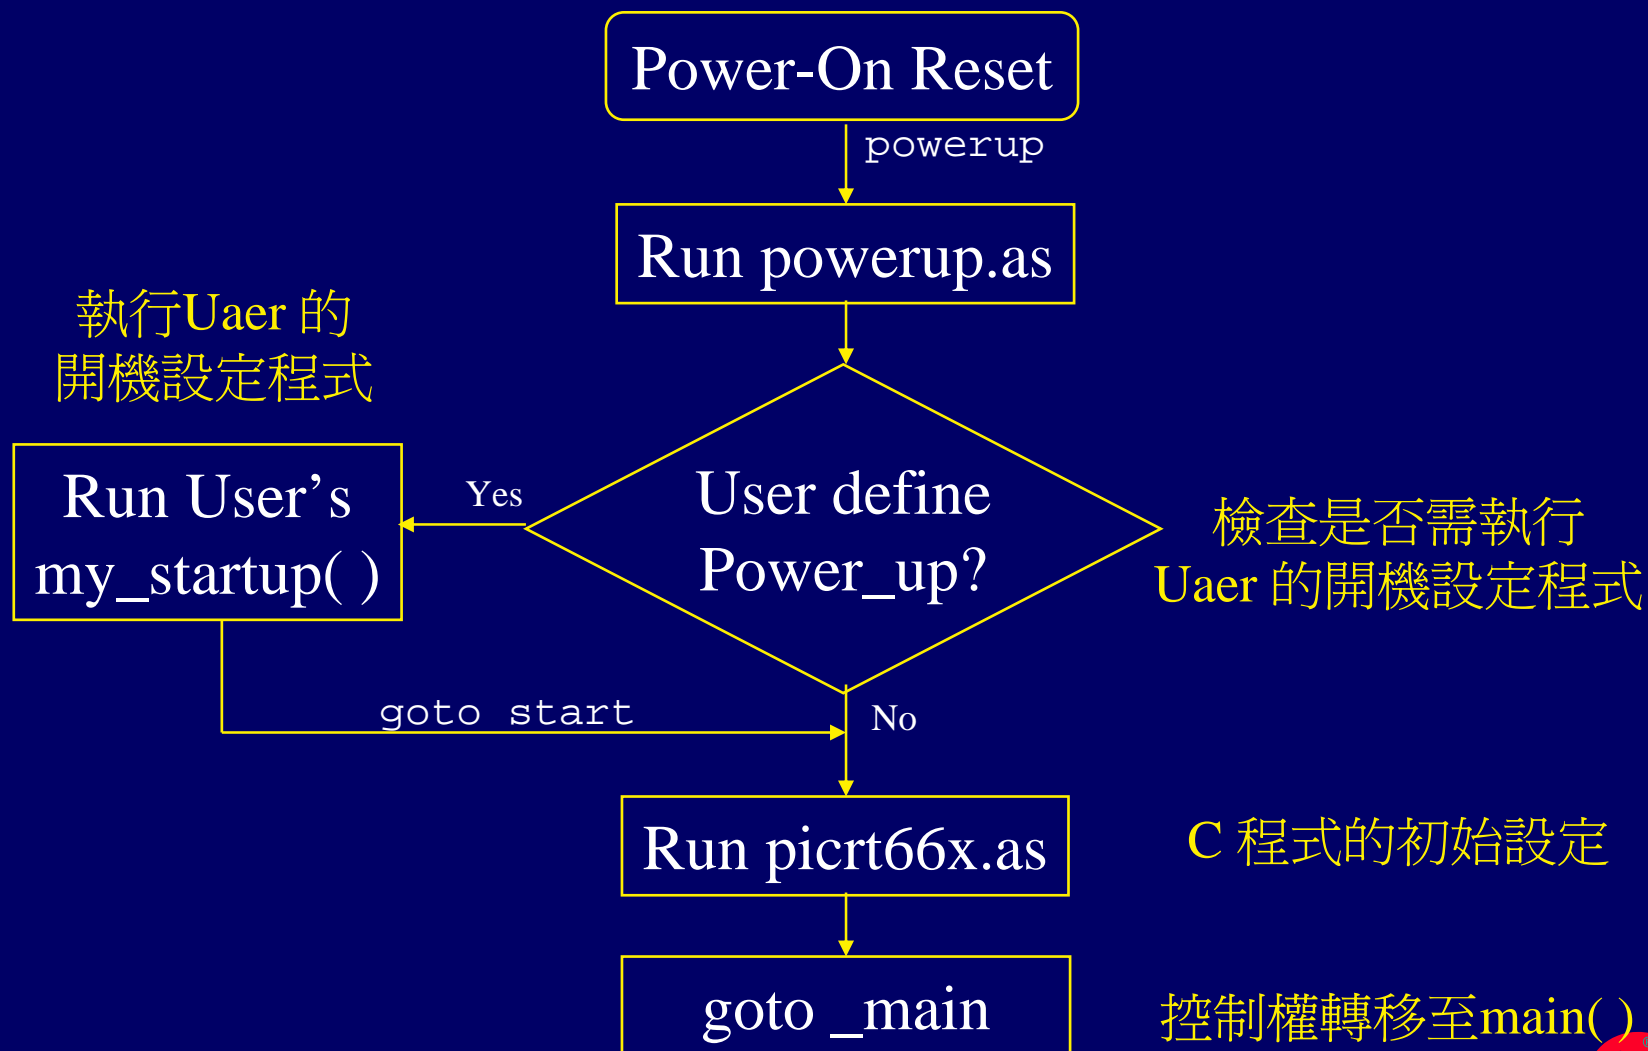 Power-On Reset
powerup
Run powerup.as
執行Uaer 的
開機設定程式
Run User’s
my_startup( )
Yes
User define
Power_up?
檢查是否需執行
Uaer 的開機設定程式
goto start
No
Run picrt66x.as
C 程式的初始設定
goto _main
控制權轉移至main( )